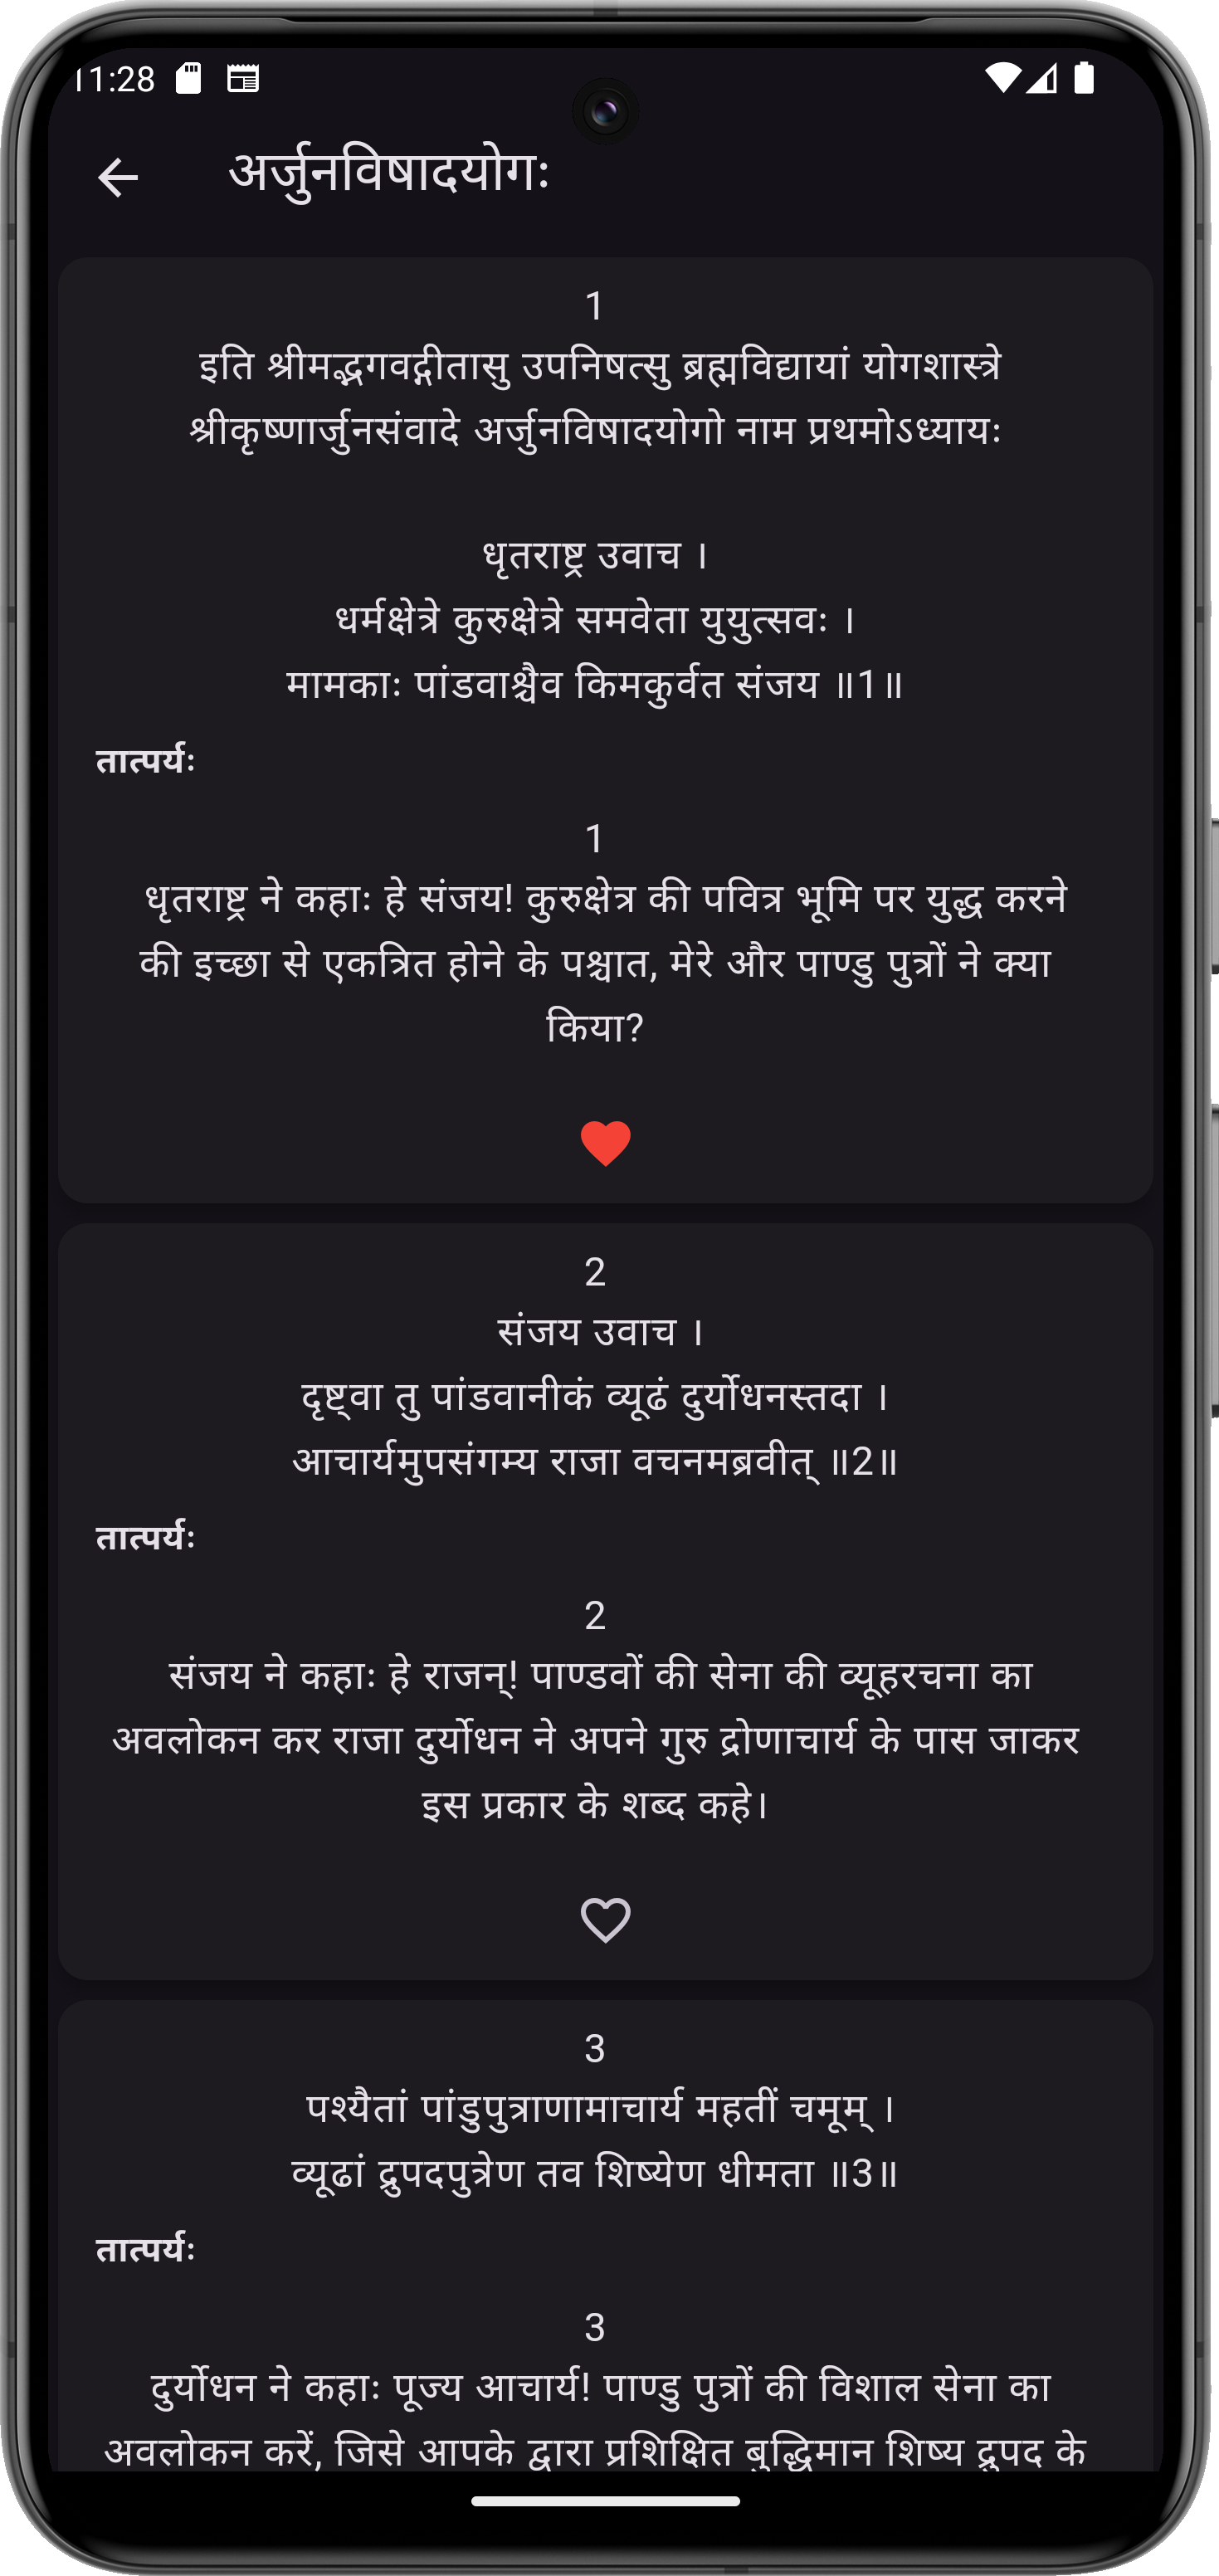 11:28
अर्जुनविषादयोगः
1
इति श्रीमद्भगवद्गीतासु उपनिषत्सु ब्रह्मविद्यायां योगशास्त्रे
श्रीकृष्णार्जुनसंवादे अर्जुनविषादयोगो नाम प्रथमोऽध्यायः
धृतराष्ट्र उवाच ।
धर्मक्षेत्रे कुरुक्षेत्रे समवेता युयुत्सवः ।
मामकाः पांडवाश्चैव किमकुर्वत संजय ॥1॥
तात्पर्यः
1
धृतराष्ट्र ने कहाः हे संजय! कुरुक्षेत्र की पवित्र भूमि पर युद्ध करने
की इच्छा से एकत्रित होने के पश्चात, मेरे और पाण्डु पुत्रों ने क्या
किया?
2
संजय उवाच ।
दृष्ट्वा तु पांडवानीकं व्यूढं दुर्योधनस्तदा ।
आचार्यमुपसंगम्य राजा वचनमब्रवीत् ॥2॥
तात्पर्यः
2
संजय ने कहाः हे राजन्! पाण्डवों की सेना की व्यूहरचना का
अवलोकन कर राजा दुर्योधन ने अपने गुरु द्रोणाचार्य के पास जाकर
इस प्रकार के शब्द कहे।
3
पश्यैतां पांडुपुत्राणामाचार्य महतीं चमूम् ।
व्यूढां द्रुपदपुत्रेण तव शिष्येण धीमता ॥3॥
तात्पर्यः
3
दुर्योधन ने कहाः पूज्य आचार्य! पाण्डु पुत्रों की विशाल सेना का
अवलोकन करें, जिसे आपके द्वारा प्रशिक्षित बुद्धिमान शिष्य द्रुपद के